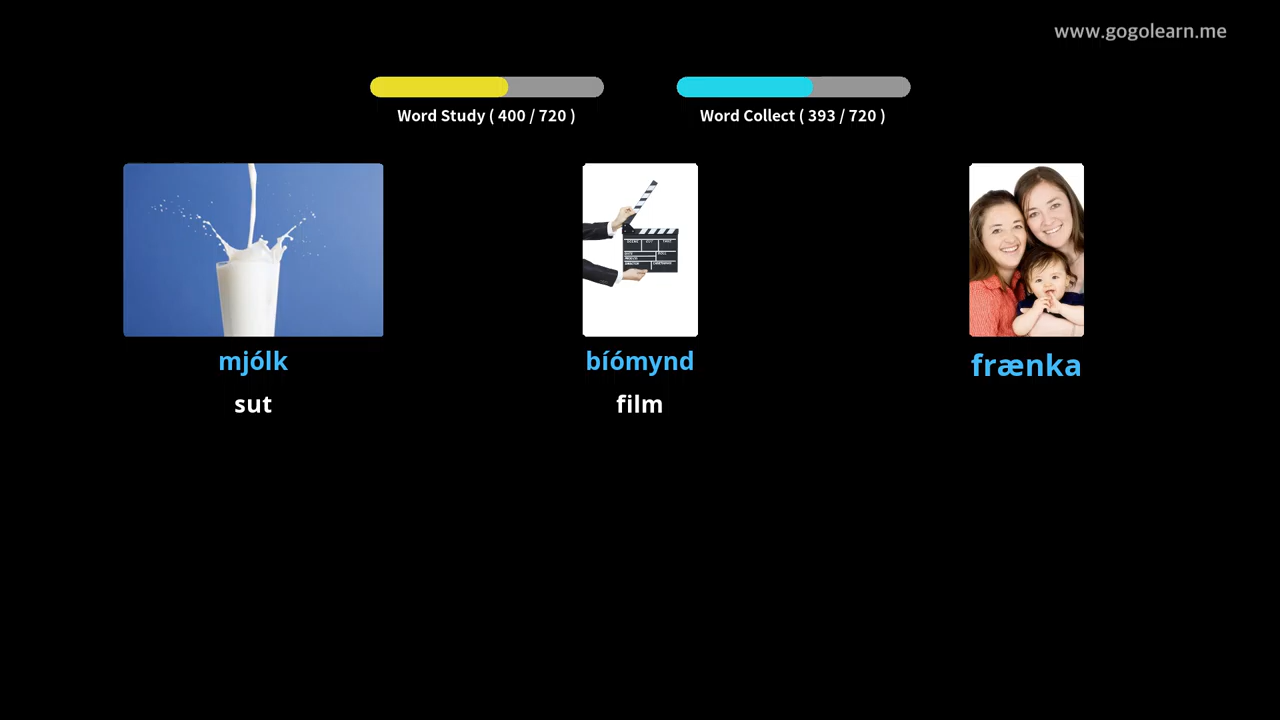 www.gogolearn.me
Word Study ( 400 / 720 )
Word Collect ( 393 / 720 )
mjólk
sut
bíómynd
film
frænka